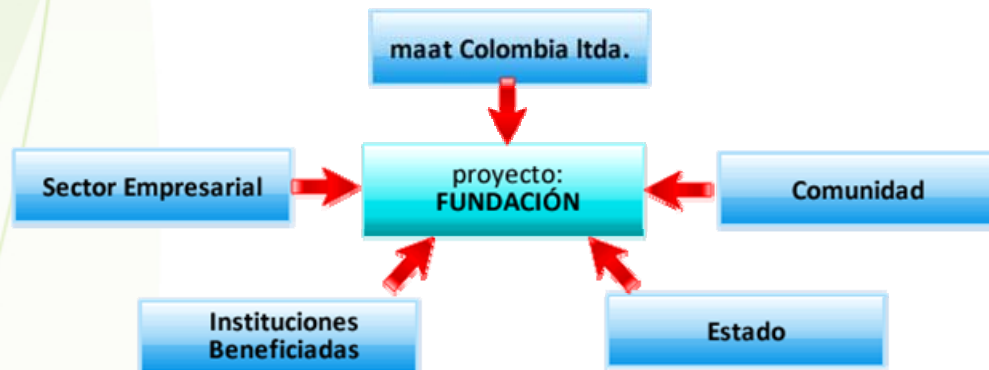 maat Colombia ltda.
Sector Empresarial
proyecto:
FUNDACIÓN
Comunidad
Instituciones
Beneficiadas
Estado